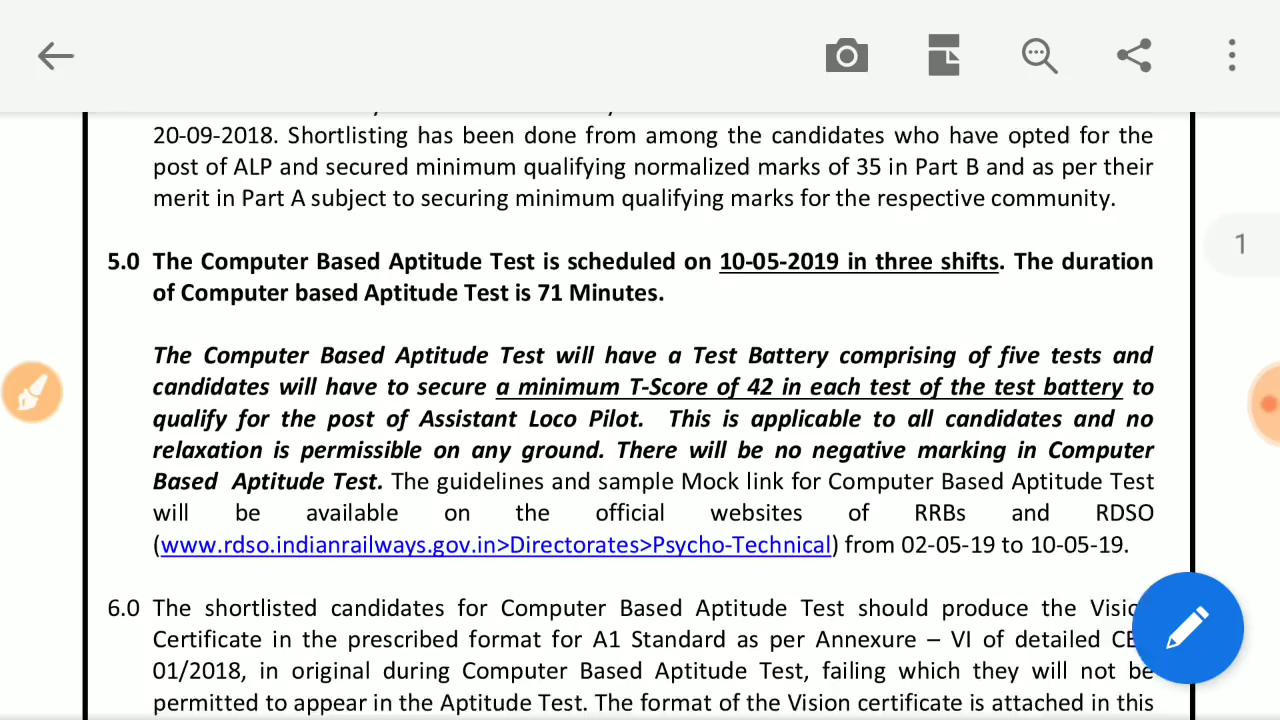 20-09-2018. Shortlisting has been done from among the candidates who have opted for the
post of ALP and secured minimum qualifying normalized marks of 35 in Part B and as per their
merit in Part A subject to securing minimum qualifying marks for the respective community.
1
5.0 The Computer Based Aptitude Test is scheduled on 10-05-2019 in three shifts. The duration
of Computer based Aptitude Test is 71 Minutes.
The Computer Based Aptitude Test will have a Test Battery comprising of five tests and
candidates will have to secure a minimum T-Score of 42 in each test of the test battery to
qualify for the post of Assistant Loco Pilot. This is applicable to all candidates and no
relaxation is permissible on any ground. There will be no negative marking in Computer
Based Aptitude Test. The guidelines and sample Mock link for Computer Based Aptitude Test
will be available on the official websites of RRBs and RDSO
(www.rdso.indianrailways.gov.in>Directorates>Psycho-Technical) from 02-05-19 to 10-05-19.
6.0 The shortlisted candidates for Computer Based Aptitude Test should produce the Vision
Certificate in the prescribed format for A1 Standard as per Annexure – VI of detailed
01/2018, in original during Computer Based Aptitude Test, failing which they will not be
permitted to appear in the Aptitude Test. The format of the Vision certificate is attached in this